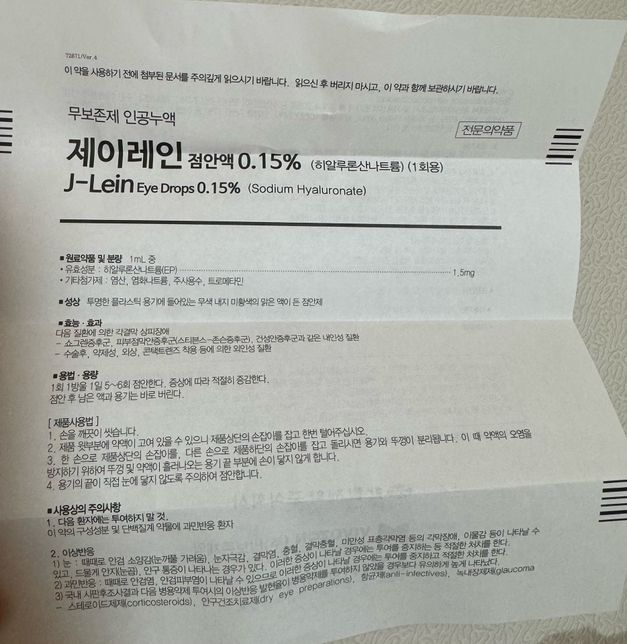 T2871/Ver.4
이 약을 사용하기 전에 첨부된 문서를 주의깊게 읽으시기 바랍니다. 읽으신 후 버리지 마시고, 이 약과 함께 보관하시기 바랍니다.
무보존제 인공누액
전문의약품
제이레인 점안액 0.15% (히알루론산나트륨) (1회용)
J-Lein Eye Drops 0.15% (Sodium Hyaluronate)
■ 원료약품 및 분량 1mL 중
• 유효성분 : 히알루론산나트륨(EP) 1.5mg
• 기타첨가제 : 염산, 염화나트륨, 주사용수, 트로메타민
■ 성상 투명한 플라스틱 용기에 들어있는 무색 내지 미황색의 맑은 액이 든 점안제
■ 효능·효과
다음 질환에 의한 각결막 상피장애
- 쇼그렌증후군, 피부점막안증후군(스티븐스-존슨증후군), 건성안증후군과 같은 내인성 질환
- 수술후, 약제성, 외상, 콘택트렌즈 착용 등에 의한 외인성 질환
■ 용법·용량
1회 1방울을 1일 5~6회 점안한다. 증상에 따라 적절히 증감한다.
점안 후 남은 액과 용기는 바로 버린다.
[ 제품사용법 ]
1. 손을 깨끗이 씻습니다.
2. 제품 윗부분에 약액이 고여 있을 수 있으니 제품상단의 손잡이를 잡고 한번 털어주십시오.
3. 한 손으로 제품상단의 손잡이를, 다른 손으로 제품하단의 손잡이를 잡고 돌리시면 용기와 뚜껑이 분리됩니다. 이 때 약액의 오염을
방지하기 위하여 뚜껑 및 약액이 흘러나오는 용기 끝 부분에 손이 닿지 않게 합니다.
4. 용기의 끝이 직접 눈에 닿지 않도록 주의하여 점안합니다.
■ 사용상의 주의사항
1. 다음 환자에는 투여하지 말 것.
이 약의 구성성분 및 단백질계 약물에 과민반응 환자
2. 이상반응
1) 눈 : 때때로 안검 소양감(눈꺼풀 가려움), 눈자극감, 결막염, 충혈, 결막충혈, 미만성 표층각막염 등의 각막장애, 이물감 등이 나타날 수
있고, 드물게 안지(눈곱), 안구 통증이 나타나는 경우가 있다. 이러한 증상이 나타날 경우에는 투여를 중지하는 등 적절한 처치를 한다.
2) 과민반응 : 때때로 안검염, 안검피부염이 나타날 수 있으므로 이러한 증상이 나타날 경우에는 투여를 중지하고 적절한 처치를 한다.
3) 국내 시판후조사결과 다음 병용약제 투여시의 이상반응 발현율이 병용약제를 투여하지 않았을 경우보다 유의하게 높게 나타났다.
- 스테로이드제제(corticosteroids), 안구건조치료제(dry eye preparations), 항균제(anti-infectives), 녹내장제제(glaucoma